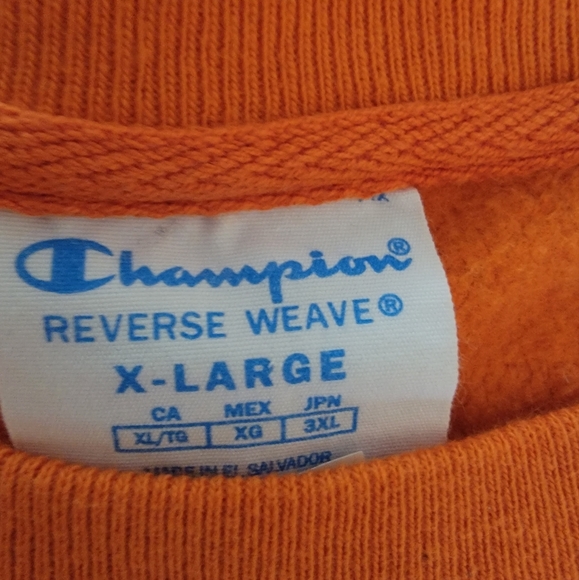 Champion®
REVERSE WEAVE®
X-LARGE
CA MEX JPN
XL/TG XG 3XL
MADE IN EL SALVADOR